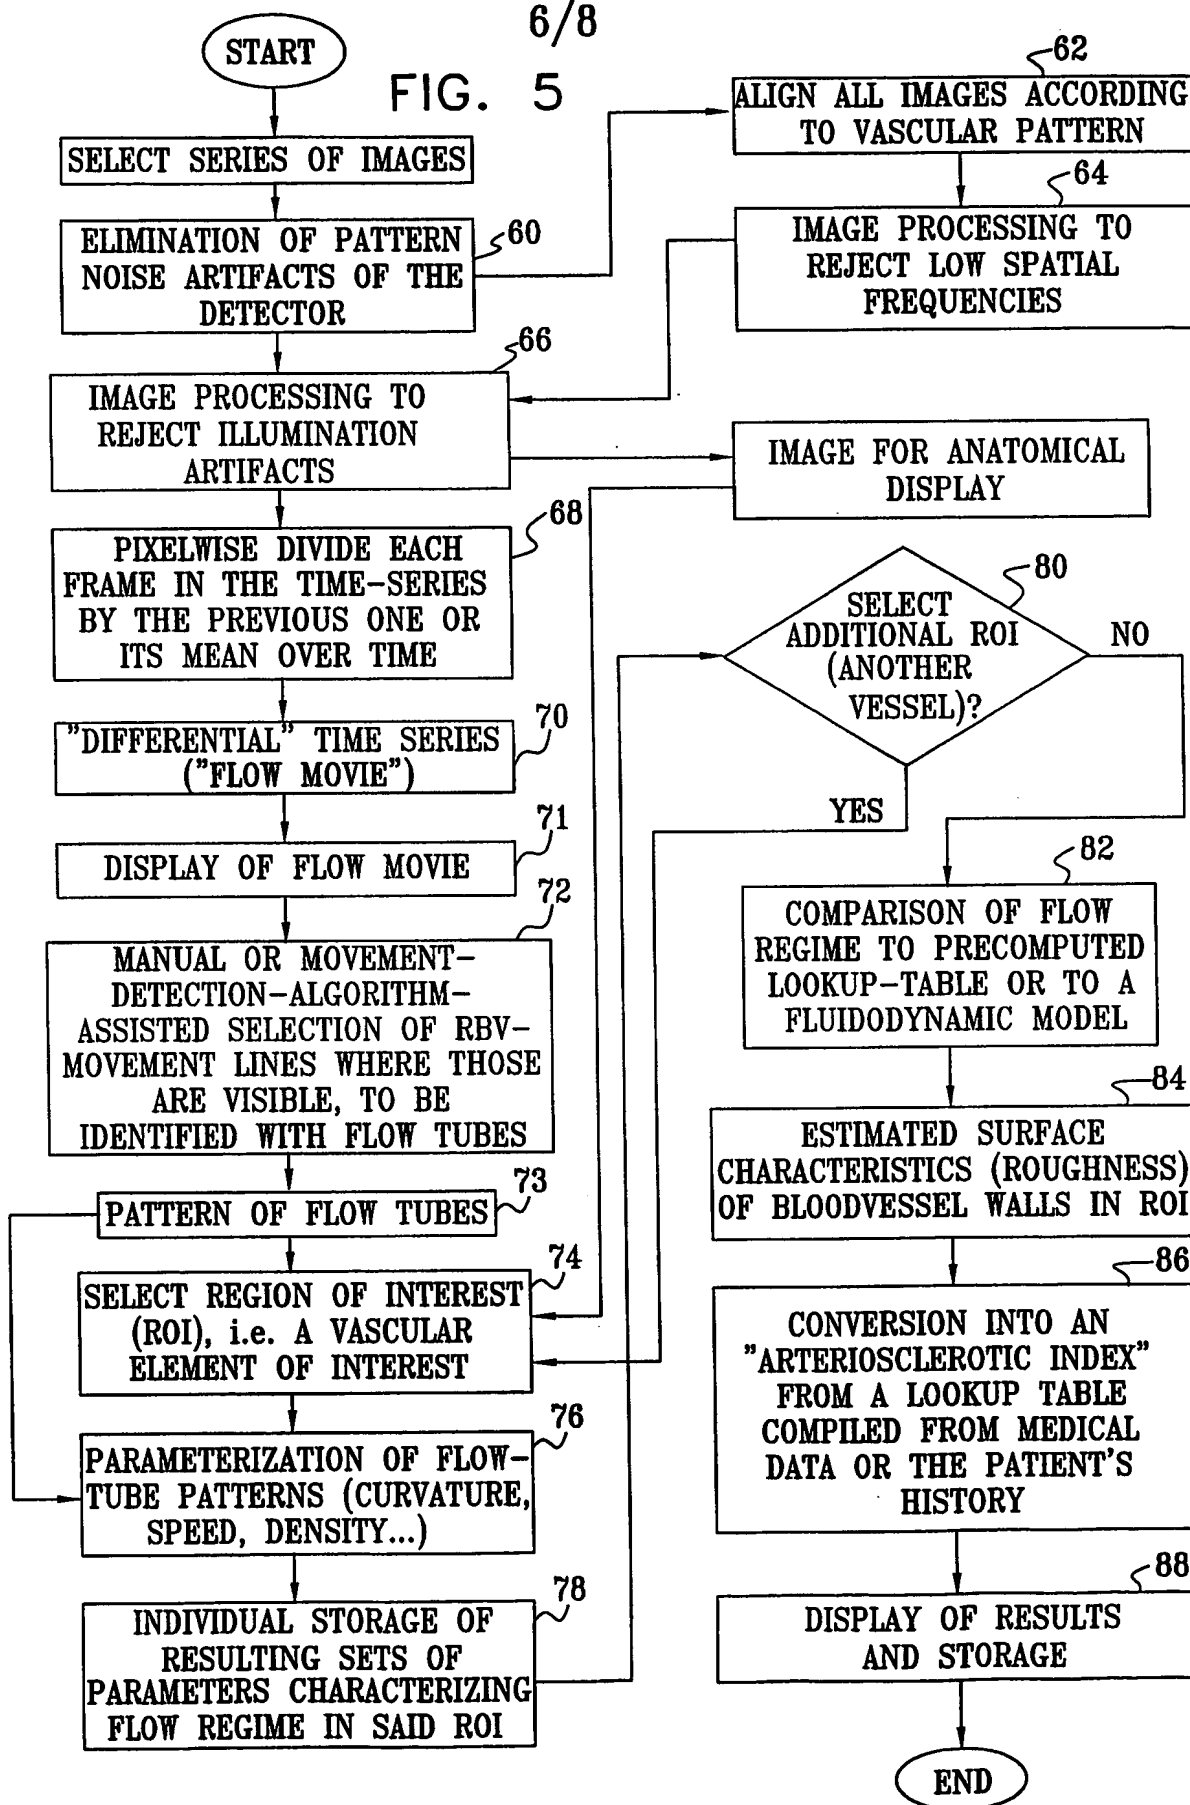 6/8
START
FIG. 5
SELECT SERIES OF IMAGES
ELIMINATION OF PATTERN
NOISE ARTIFACTS OF THE
DETECTOR
60
62
ALIGN ALL IMAGES ACCORDING
TO VASCULAR PATTERN
64
IMAGE PROCESSING TO
REJECT LOW SPATIAL
FREQUENCIES
66
IMAGE PROCESSING TO
REJECT ILLUMINATION
ARTIFACTS
IMAGE FOR ANATOMICAL
DISPLAY
68
PIXELWISE DIVIDE EACH
FRAME IN THE TIME-SERIES
BY THE PREVIOUS ONE OR
ITS MEAN OVER TIME
70
"DIFFERENTIAL" TIME SERIES
("FLOW MOVIE")
71
DISPLAY OF FLOW MOVIE
72
MANUAL OR MOVEMENT-
DETECTION-ALGORITHM-
ASSISTED SELECTION OF RBV-
MOVEMENT LINES WHERE THOSE
ARE VISIBLE, TO BE
IDENTIFIED WITH FLOW TUBES
73
PATTERN OF FLOW TUBES
74
SELECT REGION OF INTEREST
(ROI), i.e. A VASCULAR
ELEMENT OF INTEREST
76
PARAMETERIZATION OF FLOW-
TUBE PATTERNS (CURVATURE,
SPEED, DENSITY...)
78
INDIVIDUAL STORAGE OF
RESULTING SETS OF
PARAMETERS CHARACTERIZING
FLOW REGIME IN SAID ROI
80
SELECT
ADDITIONAL ROI
(ANOTHER
VESSEL)?
NO
YES
82
COMPARISON OF FLOW
REGIME TO PRECOMPUTED
LOOKUP-TABLE OR TO A
FLUIDODYNAMIC MODEL
84
ESTIMATED SURFACE
CHARACTERISTICS (ROUGHNESS)
OF BLOODVESSEL WALLS IN ROI
86
CONVERSION INTO AN
"ARTERIOSCLEROTIC INDEX"
FROM A LOOKUP TABLE
COMPILED FROM MEDICAL
DATA OR THE PATIENT'S
HISTORY
88
DISPLAY OF RESULTS
AND STORAGE
END